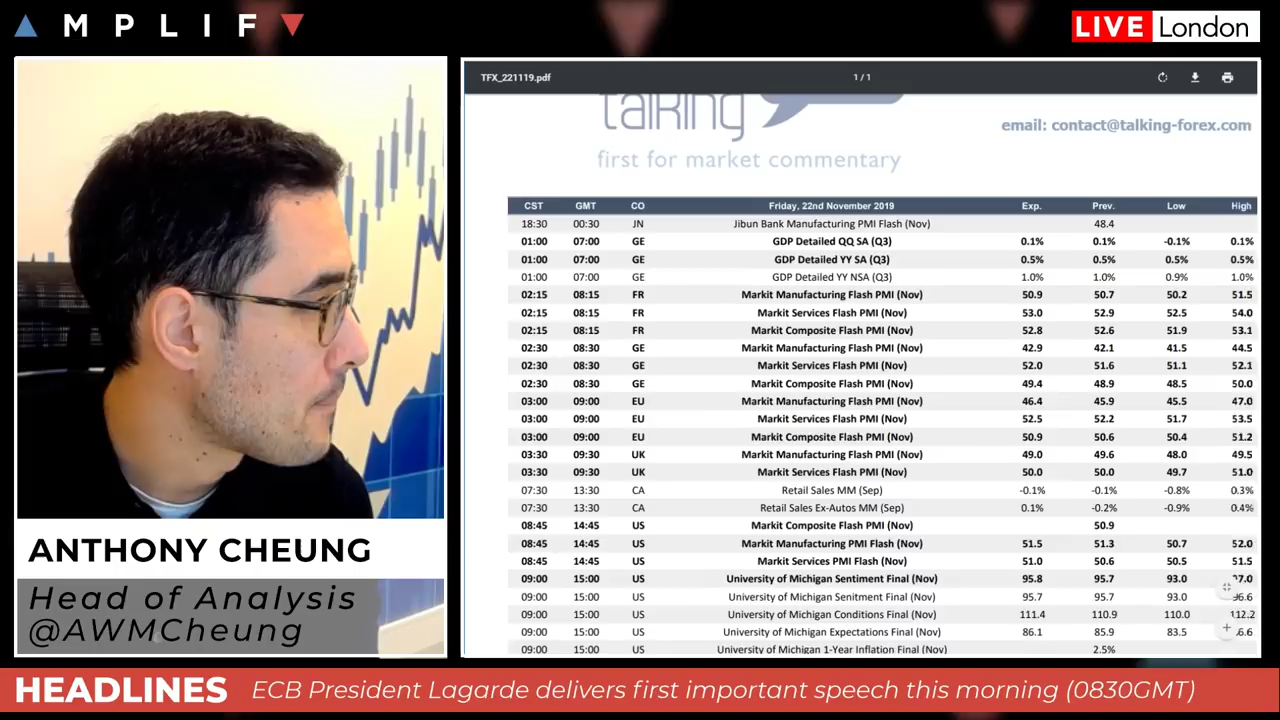 AMPLIFY
LIVE London
TFX_221119.pdf 1 / 1
talking
email: contact@talking-forex.com
first for market commentary
CST GMT CO Friday, 22nd November 2019 Exp. Prev. Low High
18:30 00:30 JN Jibun Bank Manufacturing PMI Flash (Nov) 48.4
01:00 07:00 GE GDP Detailed QQ SA (Q3) 0.1% 0.1% -0.1% 0.1%
01:00 07:00 GE GDP Detailed YY SA (Q3) 0.5% 0.5% 0.5% 0.5%
01:00 07:00 GE GDP Detailed YY NSA (Q3) 1.0% 1.0% 0.9% 1.0%
02:15 08:15 FR Markit Manufacturing Flash PMI (Nov) 50.9 50.7 50.2 51.5
02:15 08:15 FR Markit Services Flash PMI (Nov) 53.0 52.9 52.5 54.0
02:15 08:15 FR Markit Composite Flash PMI (Nov) 52.8 52.6 51.9 53.1
02:30 08:30 GE Markit Manufacturing Flash PMI (Nov) 42.9 42.1 41.5 44.5
02:30 08:30 GE Markit Services Flash PMI (Nov) 52.0 51.6 51.1 52.1
02:30 08:30 GE Markit Composite Flash PMI (Nov) 49.4 48.9 48.5 50.0
03:00 09:00 EU Markit Manufacturing Flash PMI (Nov) 46.4 45.9 45.5 47.0
03:00 09:00 EU Markit Services Flash PMI (Nov) 52.5 52.2 51.7 53.5
03:00 09:00 EU Markit Composite Flash PMI (Nov) 50.9 50.6 50.4 51.2
03:30 09:30 UK Markit Manufacturing Flash PMI (Nov) 49.0 49.6 48.0 49.5
03:30 09:30 UK Markit Services Flash PMI (Nov) 50.0 50.0 49.7 51.0
07:30 13:30 CA Retail Sales MM (Sep) -0.1% -0.1% -0.8% 0.3%
07:30 13:30 CA Retail Sales Ex-Autos MM (Sep) 0.1% -0.2% -0.9% 0.4%
08:45 14:45 US Markit Composite Flash PMI (Nov) 50.9
08:45 14:45 US Markit Manufacturing PMI Flash (Nov) 51.5 51.3 50.7 52.0
08:45 14:45 US Markit Services PMI Flash (Nov) 51.0 50.6 50.5 51.5
09:00 15:00 US University of Michigan Sentiment Final (Nov) 95.8 95.7 93.0
09:00 15:00 US University of Michigan Senitment Final (Nov) 95.7 95.7 93.0
09:00 15:00 US University of Michigan Conditions Final (Nov) 111.4 110.9 110.0 112.2
09:00 15:00 US University of Michigan Expectations Final (Nov) 86.1 85.9 83.5
09:00 15:00 US University of Michigan 1-Year Inflation Final (Nov) 2.5%
ANTHONY CHEUNG
Head of Analysis
@AWMCheung
HEADLINES ECB President Lagarde delivers first important speech this morning (0830GMT)